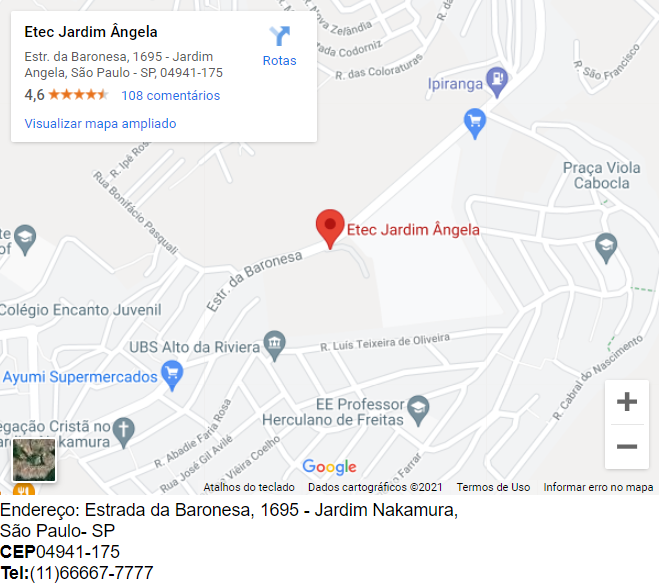 Etec Jardim Ângela
Estr. da Baronesa, 1695 - Jardim
Angela, São Paulo - SP, 04941-175
4,6
108 comentários
Rotas
Visualizar mapa ampliado
Nova Zelândia
R. das Coloraturas
R. São Francisco
Ipiranga
R. Ipê Ros
Rua Bonifácio Pasquali
Praça Viola
Cabocla
Etec Jardim Ângela
Estr. da Baronesa
te
of
Colégio Encanto Juvenil
UBS Alto da Riviera
R. Luis Teixeira de Oliveira
Ayumi Supermercados
R. Cabral do Nascimento
EE Professor
Herculano de Freitas
egação Cristã no
ardim Nakamura
R. Abadie Faria Rosa
Rua José Gil Avilé
Vieira Coelho
Farrar
Google
Atalhos do teclado
Dados cartográficos ©2021
Termos de Uso
Informar erro no mapa
Endereço: Estrada da Baronesa, 1695 - Jardim Nakamura,
São Paulo- SP
CEP04941-175
Tel:(11)66667-7777